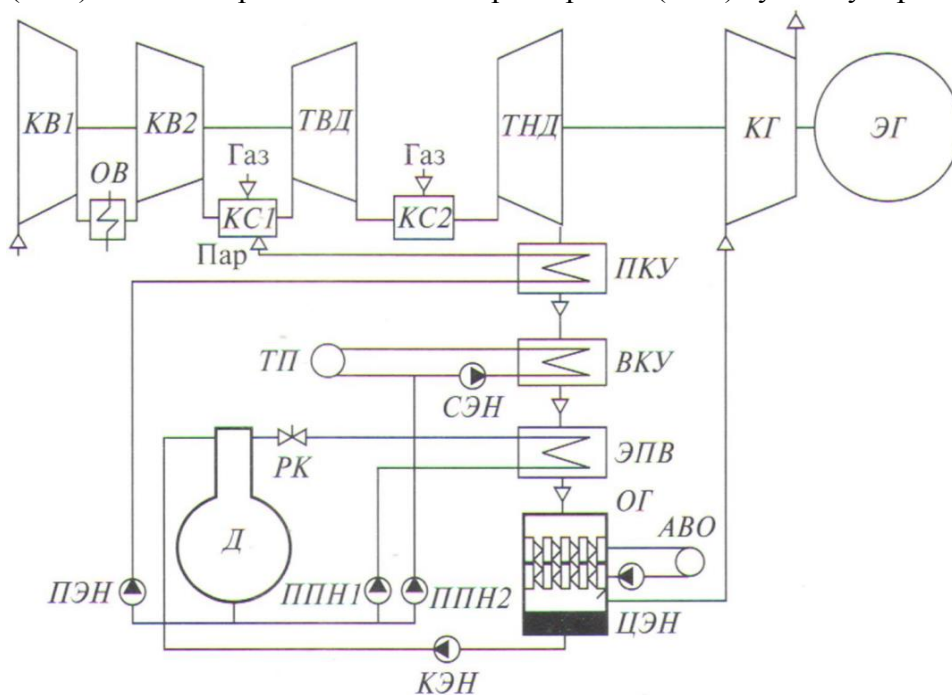 КВ1
КВ2
ТВД
ТНД
КГ
ЭГ
ОВ
Газ
Газ
КС1
КС2
Пар
ПКУ
ТП
ВКУ
СЭН
РК
ЭПВ
ОГ
АВО
Д
ПЭН
ППН1
ППН2
ЦЭН
КЭН